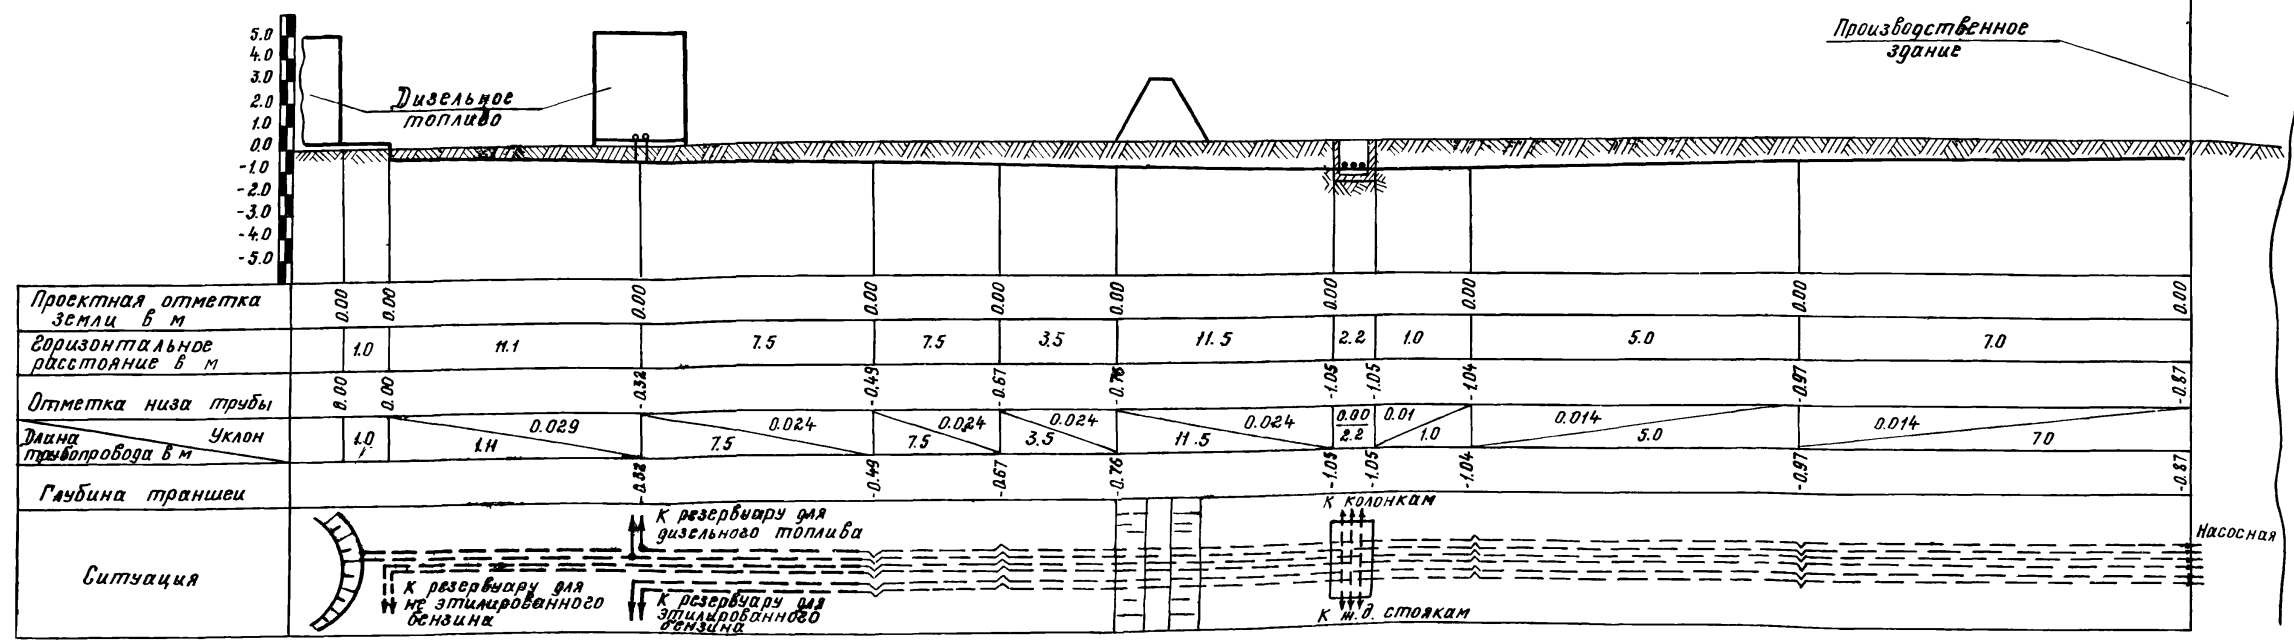 5.0
4.0
3.0
2.0
1.0
0.0
-1.0
-2.0
-3.0
-4.0
-5.0
Дизельное
топливо
Производственное
здание
Проектная отметка
земли в м
0.00 0.00 0.00 0.00 0.00 0.00 0.00 0.00 0.00 0.00
Горизонтальное
расстояние в м
1.0 11.1 7.5 7.5 3.5 11.5 2.2 1.0 5.0 7.0
Отметка низа трубы
0.00 0.00 -0.32 -0.49 -0.67 -0.76 -1.05 -1.05 -1.04 -0.97 -0.87
Уклон
Длина
трубопровода в м
0.029 0.024 0.024 0.024 0.024 0.00 0.01 0.014 0.014
1.0 7.5 7.5 3.5 11.5 2.2 1.0 5.0 7.0
Глубина траншеи
-0.32 -0.49 -0.67 -0.76 -1.05 -1.05 -1.04 -0.97 -0.87
Ситуация
К резервуару для
дизельного топлива
К резервуару для
не этилированного
бензина
К резервуару для
этилированного
бензина
К колонкам
К ж.д. стоякам
Насосная